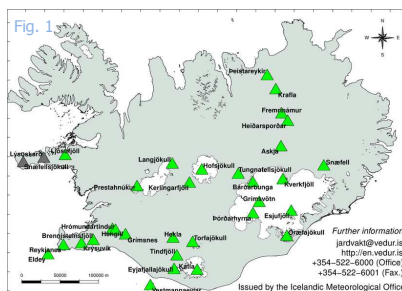 Fig. 1
N
W
E
S
Þeistareykir
Krafla
Fremrinámur
Heiðarsporðar
Askja
Ljósufjöll
Snæfellsjökull
Langjökull
Hofsjökull
Tungnafellsjökull
Snæfell
Prestahnúkur
Kerlingarfjöll
Bárðarbunga
Kverkfjöll
Grímsvötn
Þórðarhyrna
Esjufjöll
Hrómundartindur
Hengill
Grímsnes
Brennisteinsfjöll
Krýsuvík
Reykjanes
Eldey
Hekla
Torfajökull
Öræfajökull
Tindfjöll
Eyjafjallajökull
Katla
Vestmannaeyjar
0
50000
100000 m
Further information
jardvakt@vedur.is
http://en.vedur.is
+354-522-6000 (Office)
+354-522-6001 (Fax.)
Issued by the Icelandic Meteorological Office